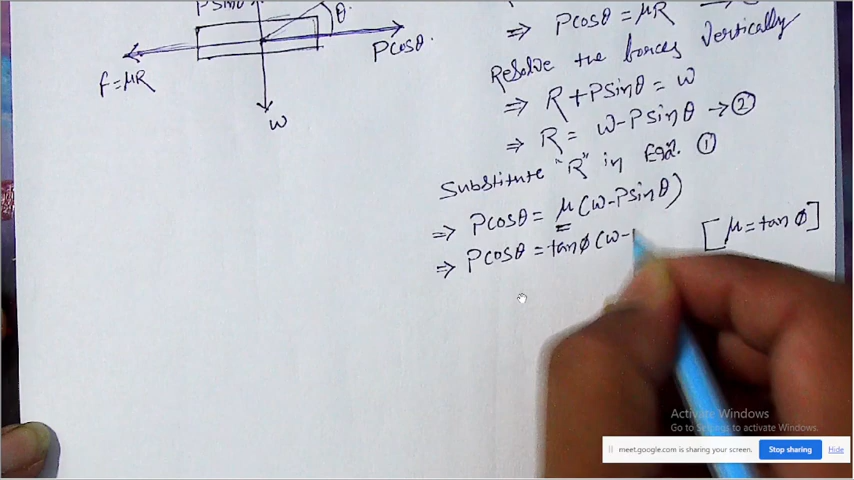 PSinθ
θ
Pcosθ.
f=μR
w
⇒ Pcosθ = μR
Resolve the forces vertically
⇒ R + Psinθ = w
⇒ R = w-Psinθ → ②
Substitute "R" in Eqn. ①
⇒ Pcosθ = μ(w-Psinθ)
⇒ Pcosθ = tanϕ(w-
[μ=tanϕ]
Activate Windows
Go to Settings to activate Windows.
meet.google.com is sharing your screen.
Stop sharing
Hide